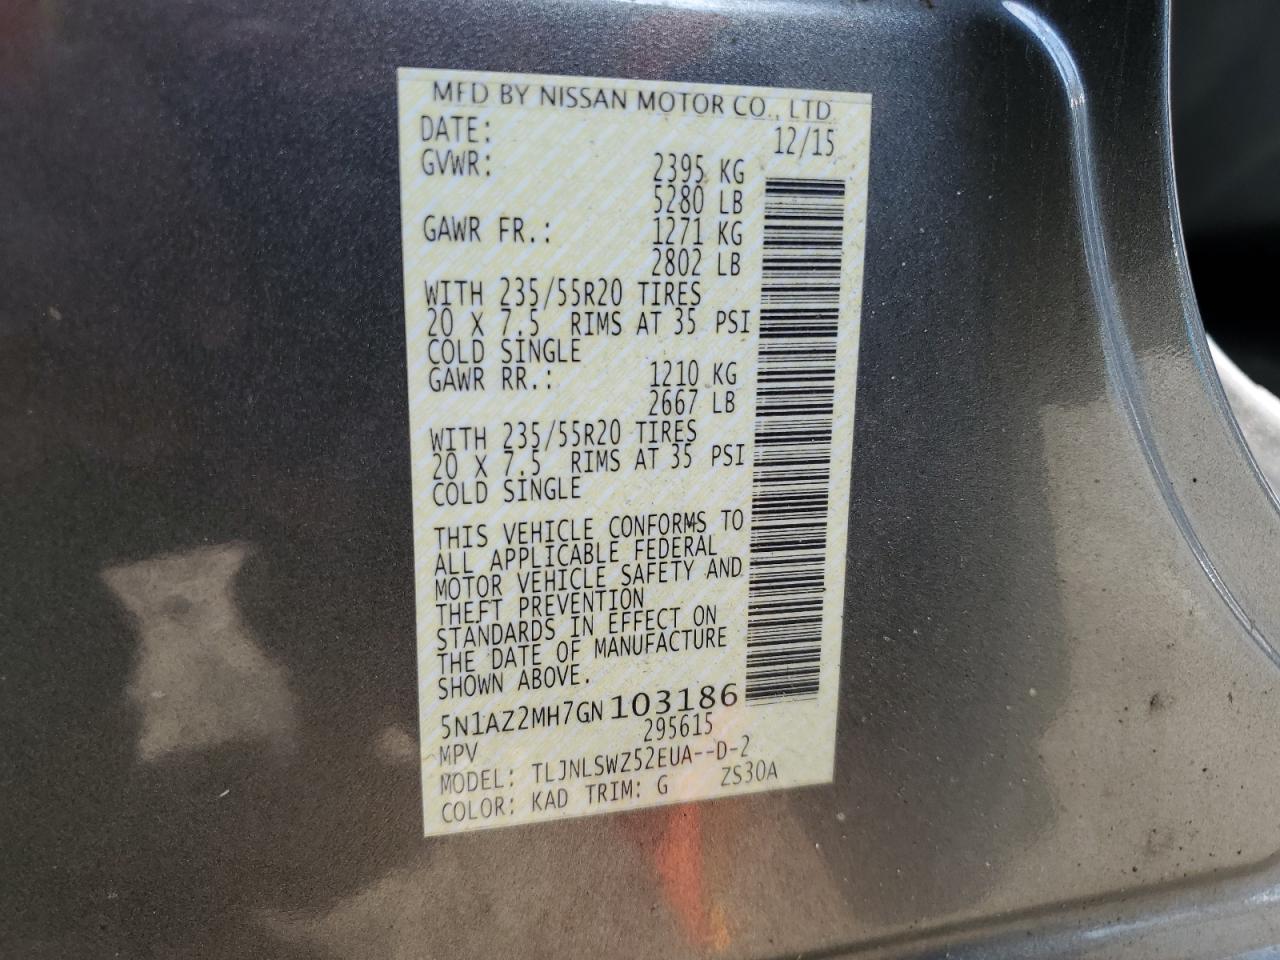 MFD BY NISSAN MOTOR CO., LTD.
DATE: 12/15
GVWR: 2395 KG
5280 LB
GAWR FR.: 1271 KG
2802 LB
WITH 235/55R20 TIRES
20 X 7.5 RIMS AT 35 PSI
COLD SINGLE
GAWR RR.: 1210 KG
2667 LB
WITH 235/55R20 TIRES
20 X 7.5 RIMS AT 35 PSI
COLD SINGLE
THIS VEHICLE CONFORMS TO
ALL APPLICABLE FEDERAL
MOTOR VEHICLE SAFETY AND
THEFT PREVENTION
STANDARDS IN EFFECT ON
THE DATE OF MANUFACTURE
SHOWN ABOVE.
5N1AZ2MH7GN103186
295615
MPV
MODEL: TLJNLSWZ52EUA--D-2
COLOR: KAD TRIM: G ZS30A